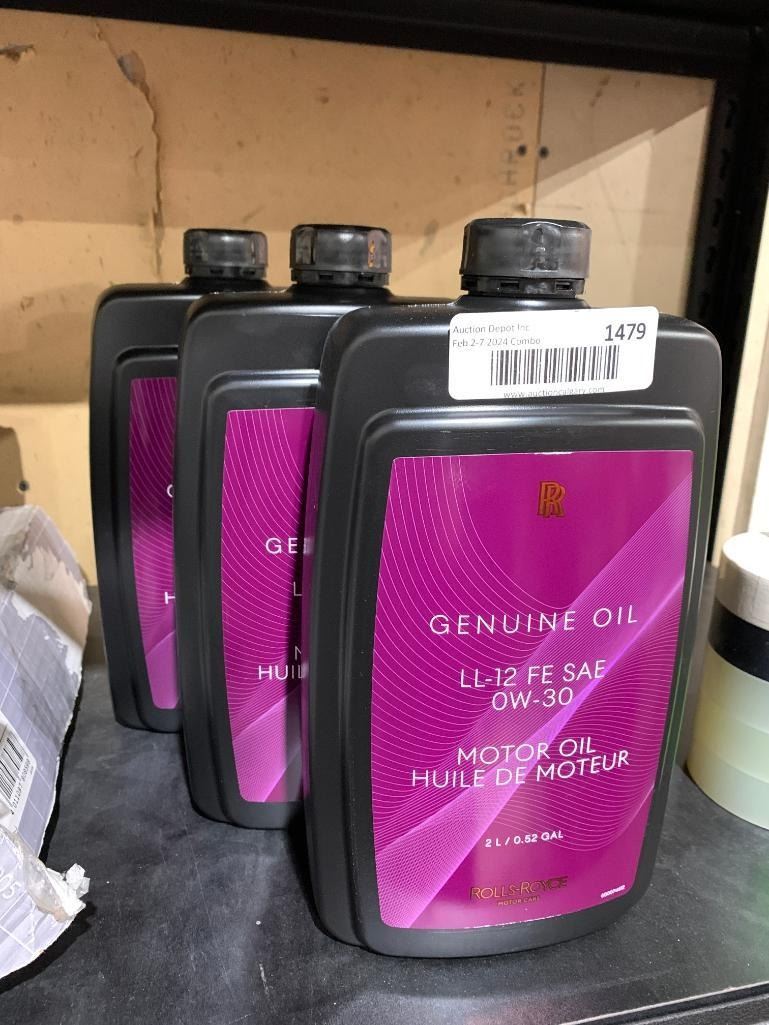 HROCK
Auction Depot Inc
1479
Feb 2-7 2024 Combo
www.auctioncalgary.com
RR
GENUINE OIL
LL-12 FE SAE
0W-30
MOTOR OIL
HUILE DE MOTEUR
2 L / 0.52 GAL
ROLLS-ROYCE
MOTOR CARS
GE
L
HUIL
H